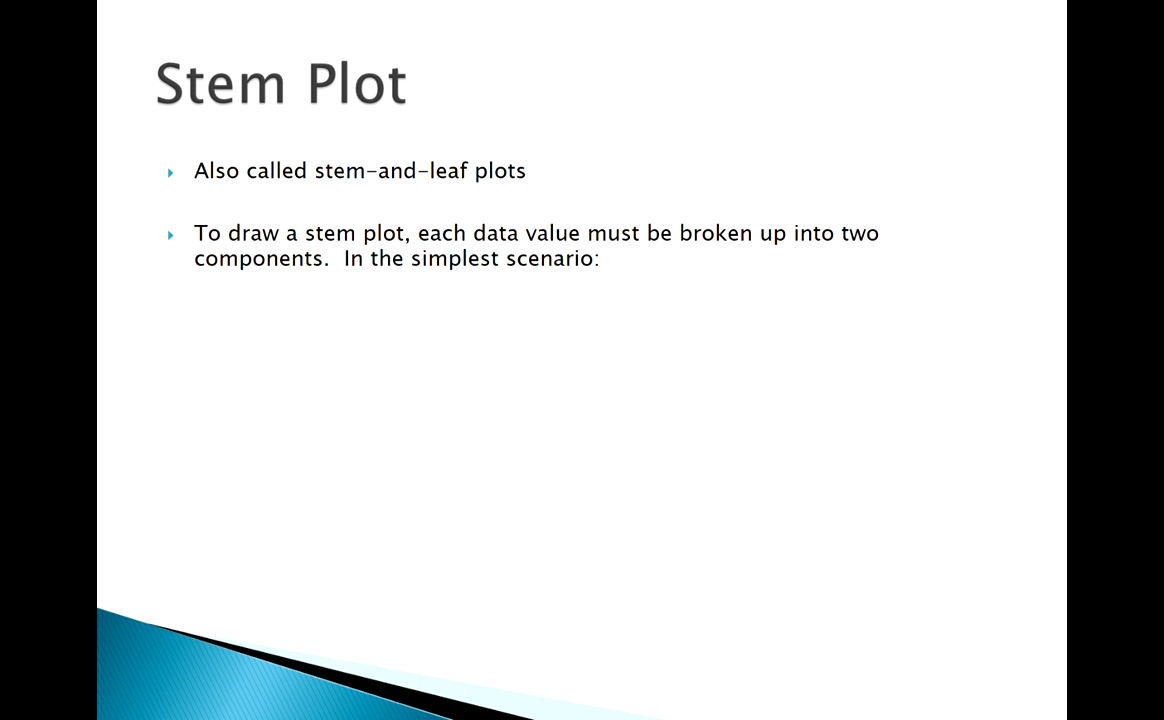 Stem Plot
Also called stem-and-leaf plots
To draw a stem plot, each data value must be broken up into two
components.  In the simplest scenario: